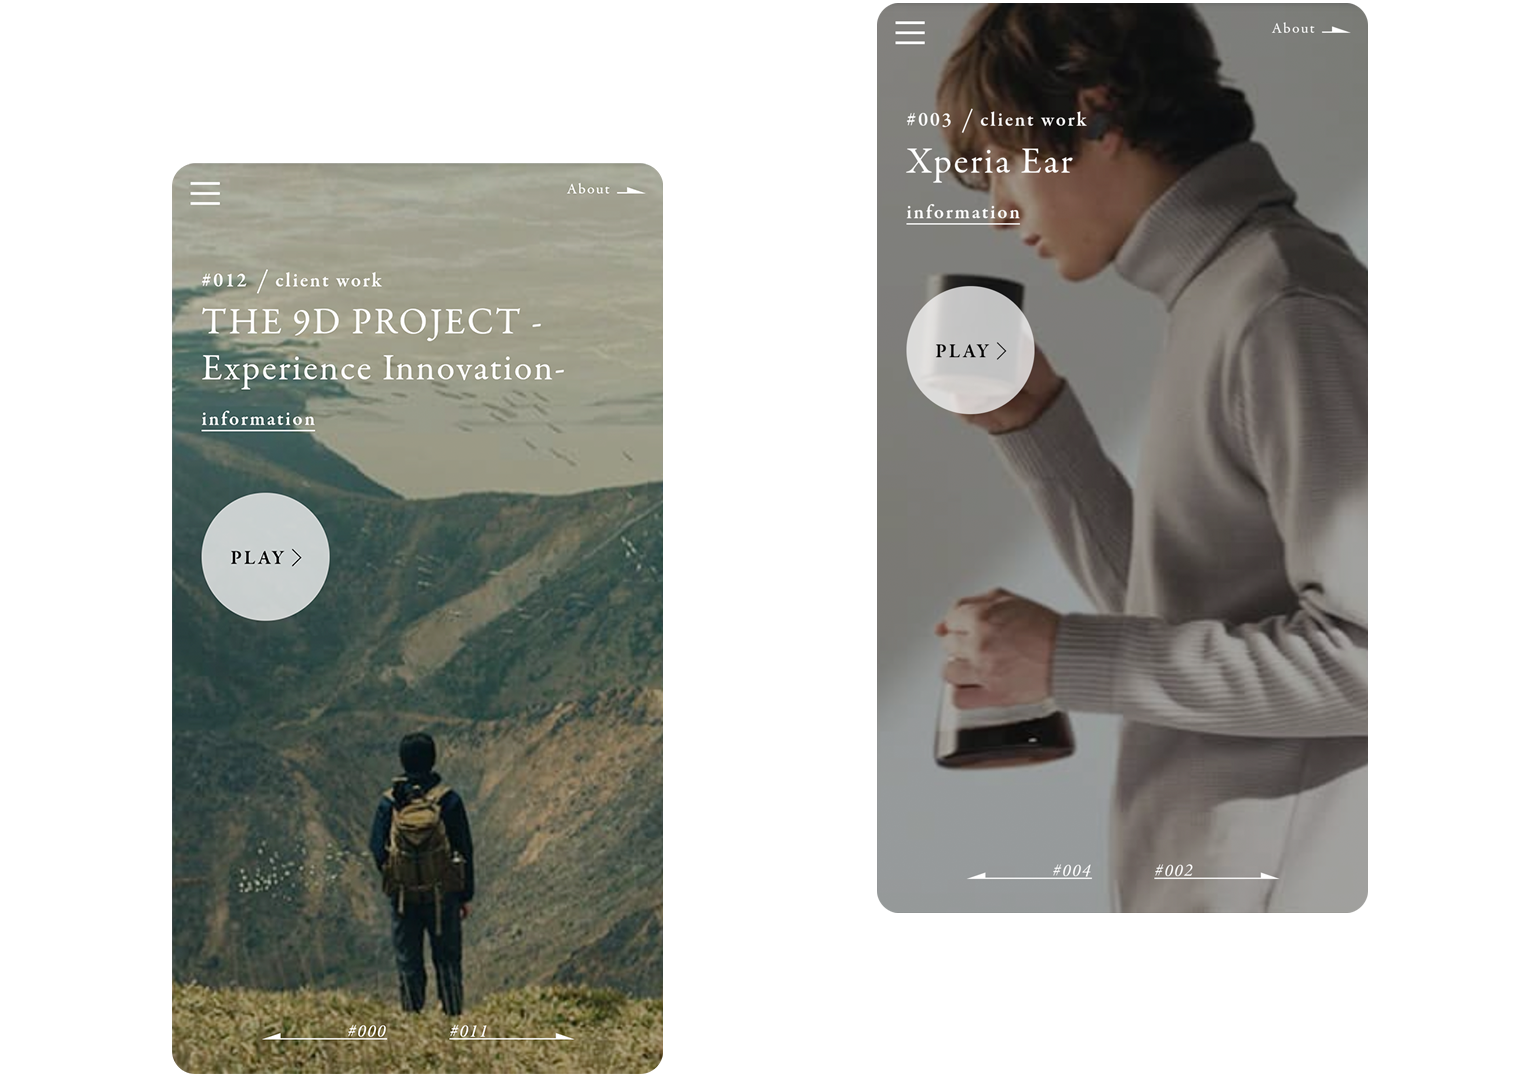 About
#012 / client work
THE 9D PROJECT -
Experience Innovation-
information
PLAY
#000
#011
About
#003 / client work
Xperia Ear
information
PLAY
#004
#002